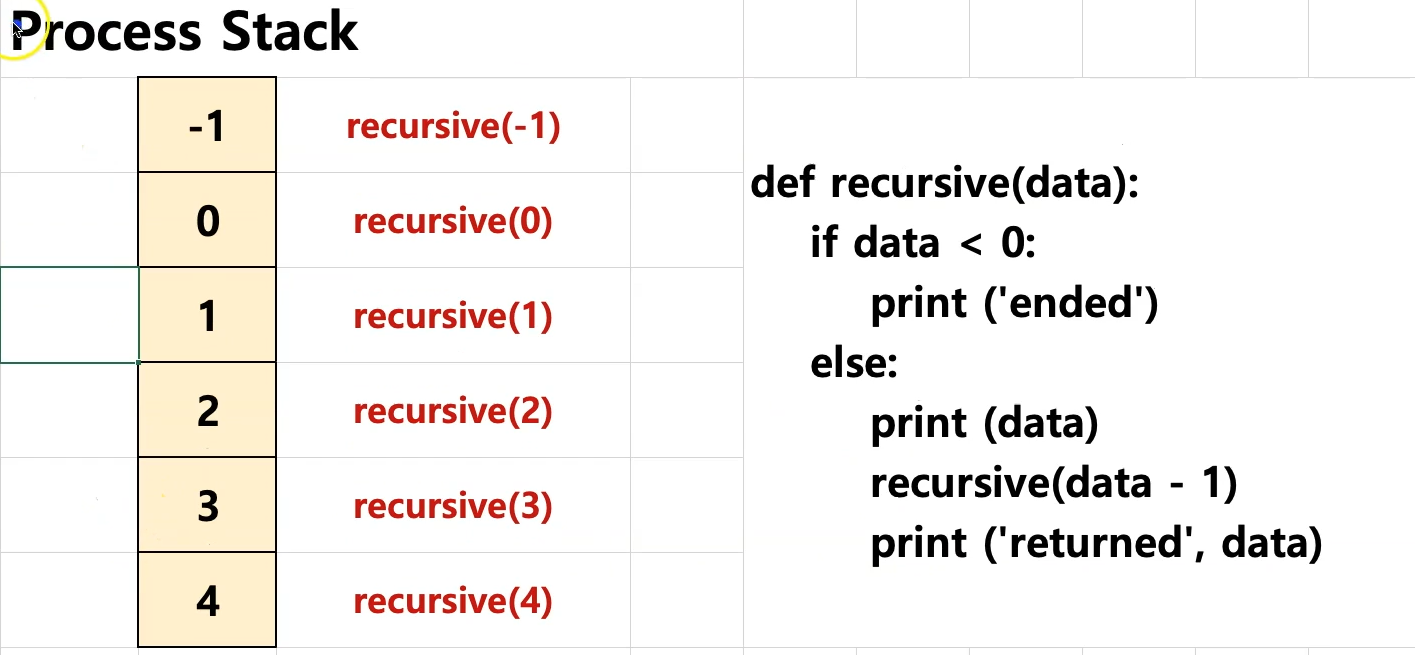 Process Stack
-1 recursive(-1)
0 recursive(0)
1 recursive(1)
2 recursive(2)
3 recursive(3)
4 recursive(4)
def recursive(data):
if data < 0:
print ('ended')
else:
print (data)
recursive(data - 1)
print ('returned', data)